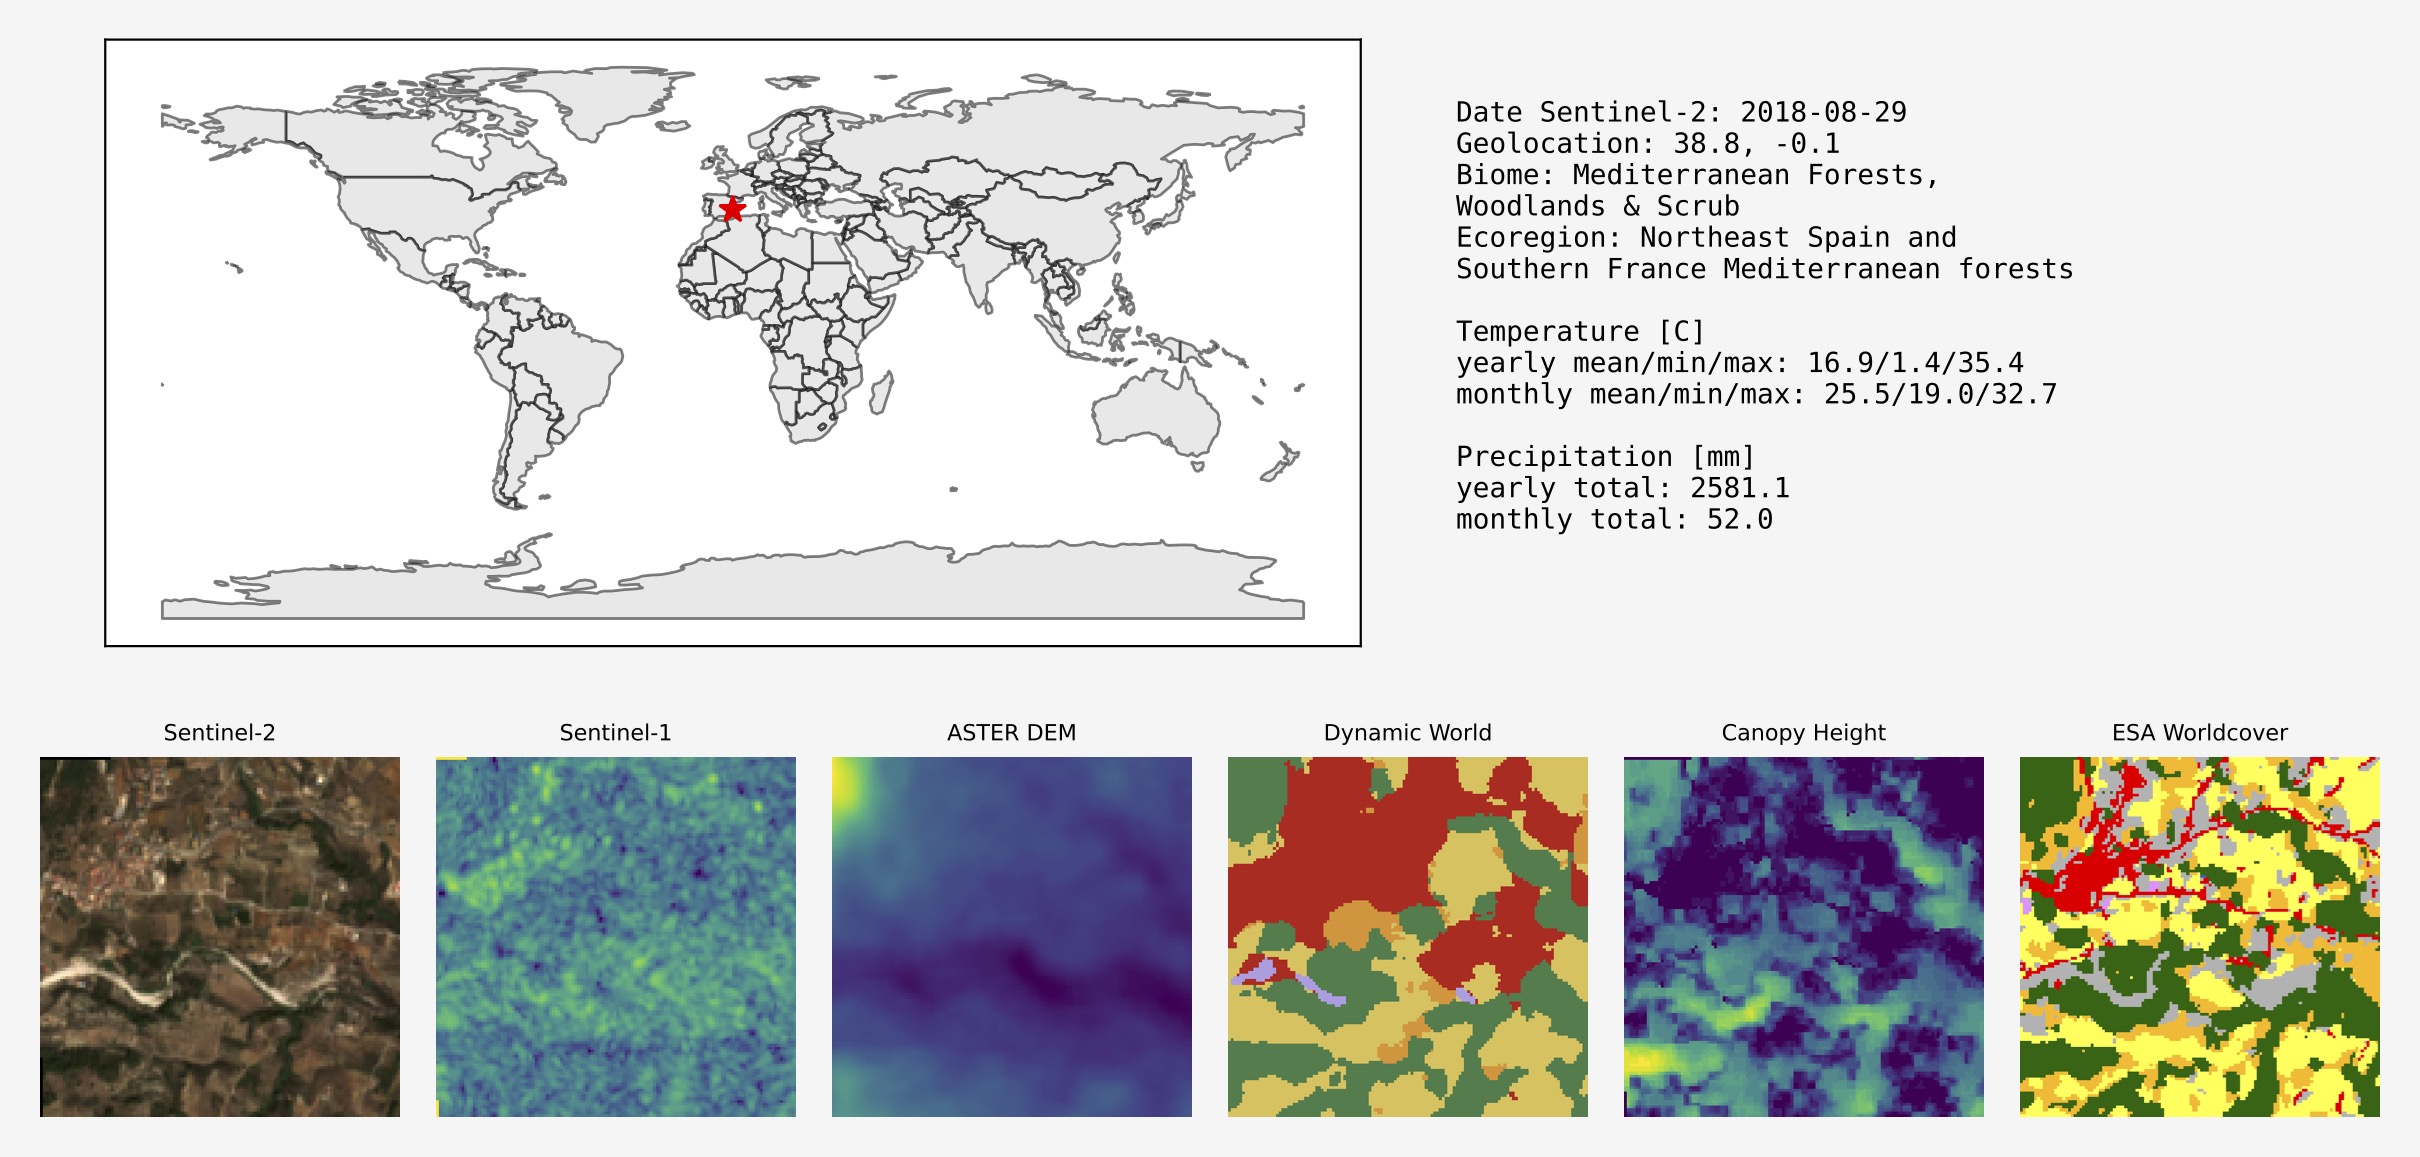 Date Sentinel-2: 2018-08-29
Geolocation: 38.8, -0.1
Biome: Mediterranean Forests,
Woodlands & Scrub
Ecoregion: Northeast Spain and
Southern France Mediterranean forests
Temperature [C]
yearly mean/min/max: 16.9/1.4/35.4
monthly mean/min/max: 25.5/19.0/32.7
Precipitation [mm]
yearly total: 2581.1
monthly total: 52.0
Sentinel-2
Sentinel-1
ASTER DEM
Dynamic World
Canopy Height
ESA Worldcover